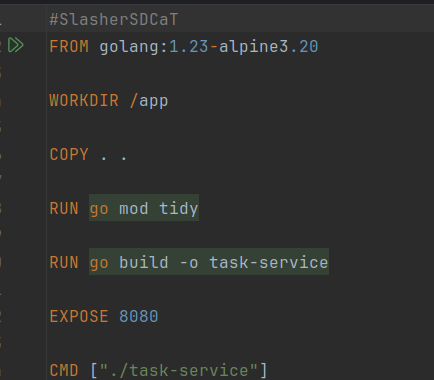 #SlasherSDCaT
FROM golang:1.23-alpine3.20
WORKDIR /app
COPY . .
RUN go mod tidy
RUN go build -o task-service
EXPOSE 8080
CMD ["./task-service"]